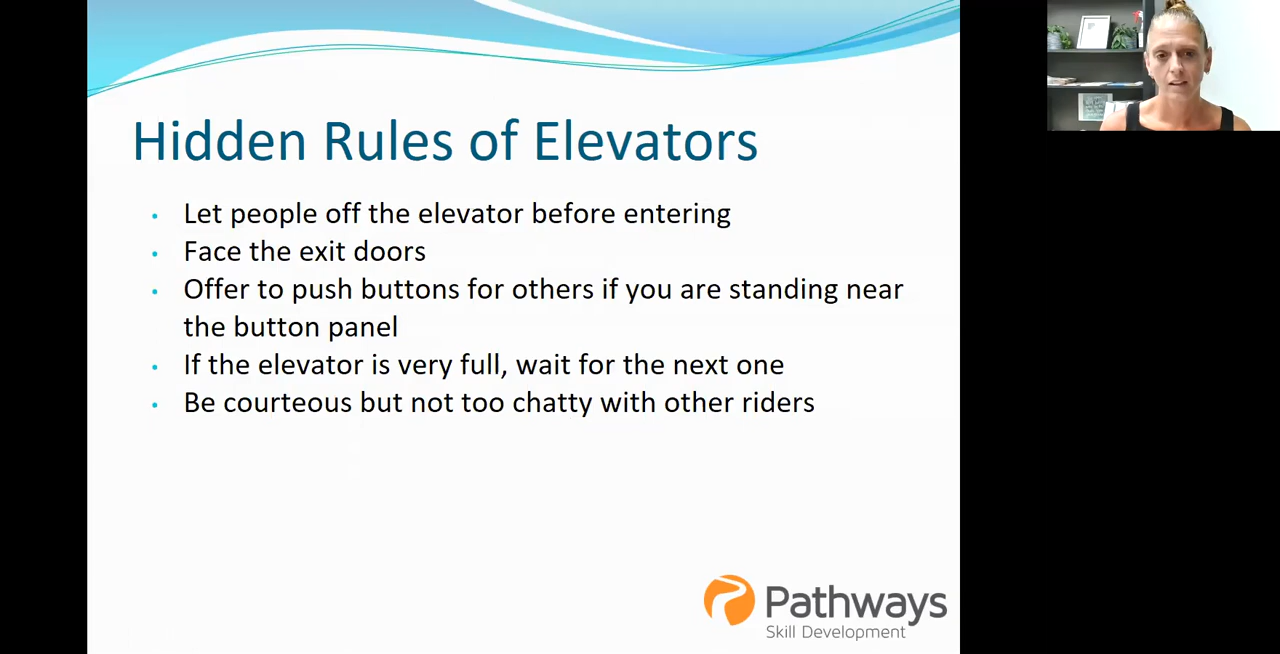 Hidden Rules of Elevators
• Let people off the elevator before entering
• Face the exit doors
• Offer to push buttons for others if you are standing near
the button panel
• If the elevator is very full, wait for the next one
• Be courteous but not too chatty with other riders
Pathways
Skill Development